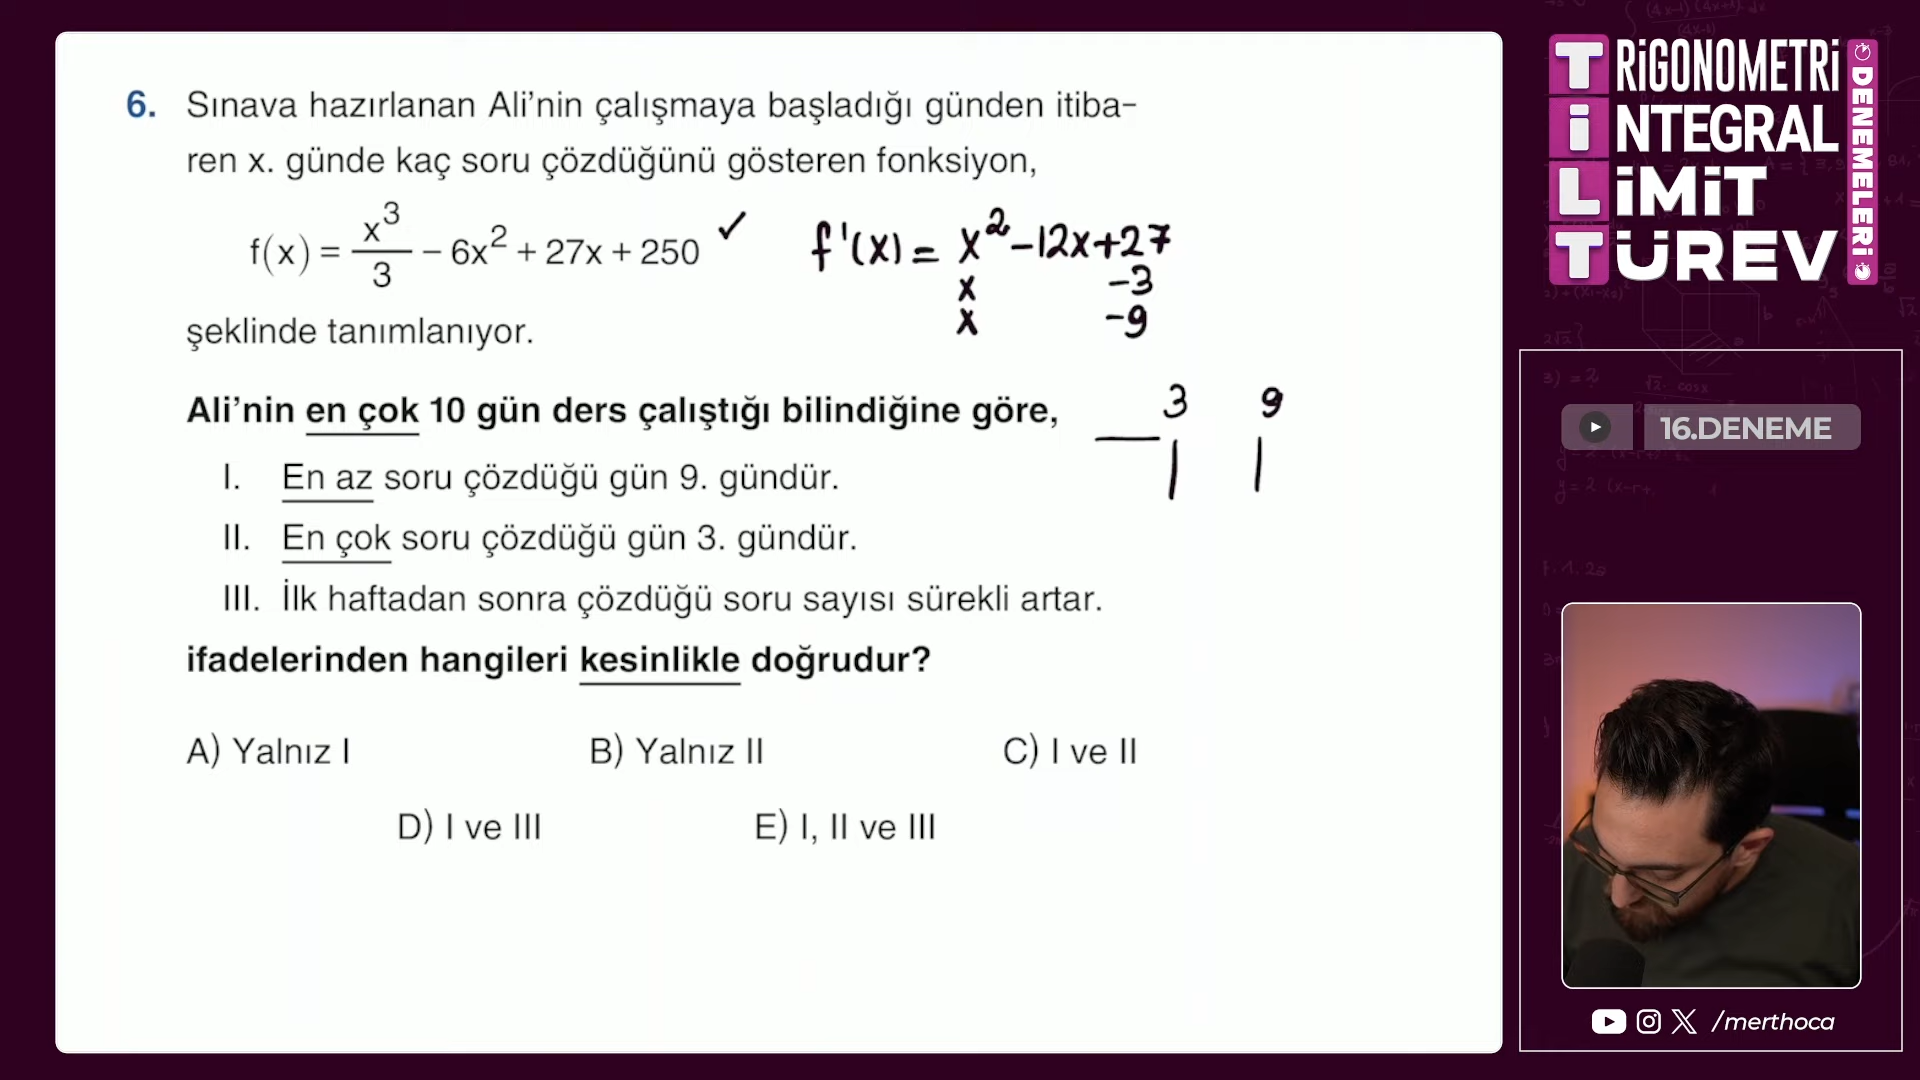 6. Sınava hazırlanan Ali’nin çalışmaya başladığı günden itiba-
ren x. günde kaç soru çözdüğünü gösteren fonksiyon,
f(x) = x^3/3 − 6x^2 + 27x + 250 ✓
f'(x) = x^2 −12x+27
x −3
x −9
şeklinde tanımlanıyor.
Ali’nin en çok 10 gün ders çalıştığı bilindiğine göre,
3 9
I. En az soru çözdüğü gün 9. gündür.
II. En çok soru çözdüğü gün 3. gündür.
III. İlk haftadan sonra çözdüğü soru sayısı sürekli artar.
ifadelerinden hangileri kesinlikle doğrudur?
A) Yalnız I B) Yalnız II C) I ve II
D) I ve III E) I, II ve III
TRİGONOMETRİ
İNTEGRAL
LİMİT
TÜREV
DENEMELERİ
16.DENEME
/merthoca